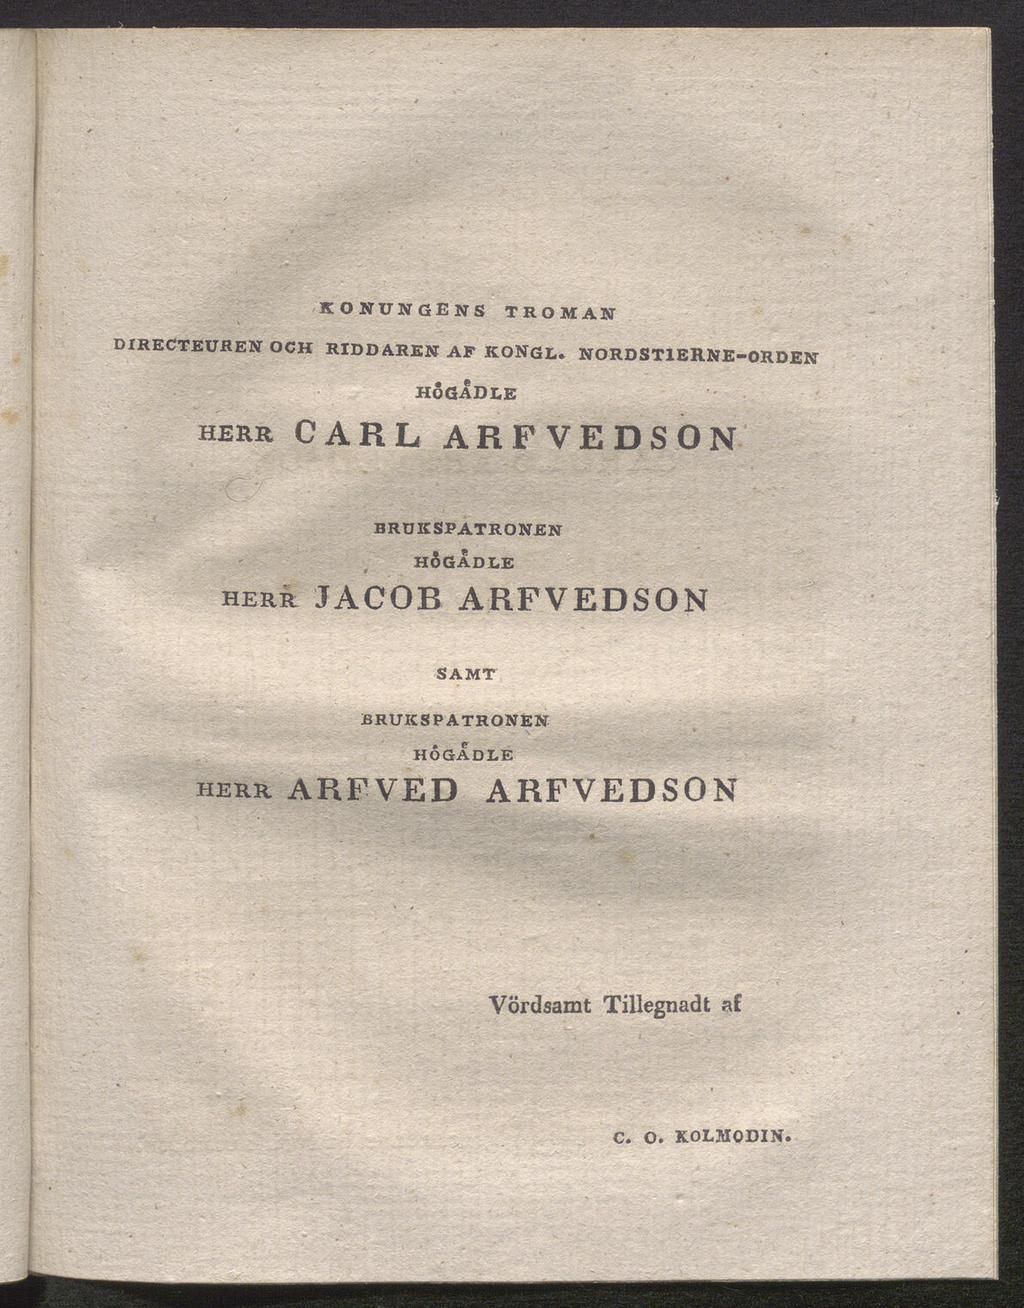 KONUNGENS TROMAN
DIRECTEUREN OCH RIDDAREN AF KONGL. NORDSTIERNE-ORDEN
HÖGÅDLE
HERR CARL ARFVEDSON
BRUKSPATRONEN
HÖGÅDLE
HERR JACOB ARFVEDSON
SAMT
BRUKSPATRONEN
HÖGÅDLE
HERR ARFVED ARFVEDSON
Vördsamt Tillegnadt af
C. O. KOLMODIN.